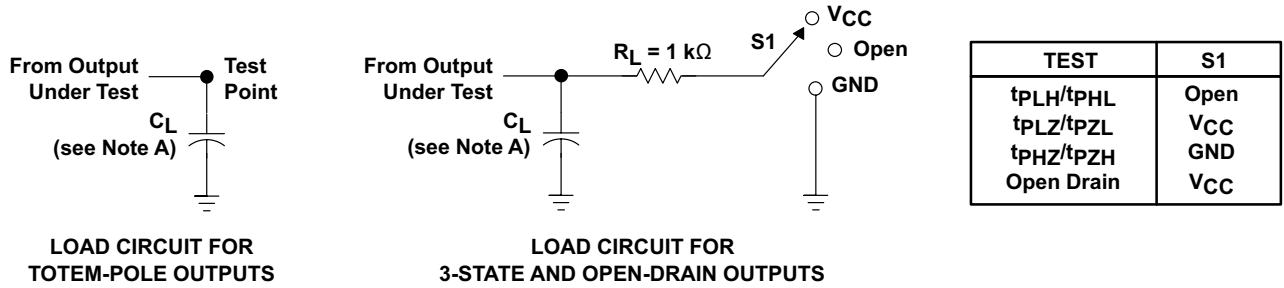 From Output
Under Test
Test
Point
CL
(see Note A)
LOAD CIRCUIT FOR
TOTEM-POLE OUTPUTS
From Output
Under Test
RL = 1 kΩ
S1
VCC
Open
GND
CL
(see Note A)
LOAD CIRCUIT FOR
3-STATE AND OPEN-DRAIN OUTPUTS
TEST S1
tPLH/tPHL Open
tPLZ/tPZL VCC
tPHZ/tPZH GND
Open Drain VCC